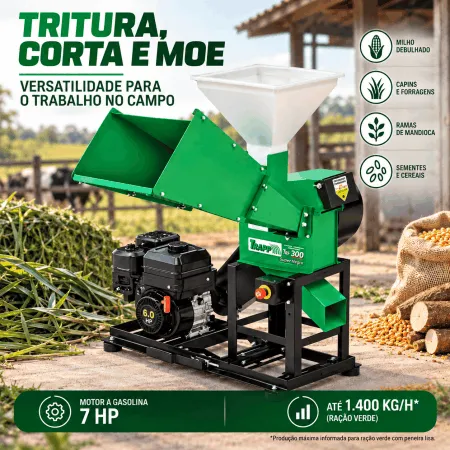 TRITURA,
CORTA E MOE
VERSATILIDADE PARA
O TRABALHO NO CAMPO
MILHO
DEBULHADO
CAPINS
E FORRAGENS
RAMAS
DE MANDIOCA
SEMENTES
E CEREAIS
TRAPP
300
6.0
HP
MOTOR A GASOLINA
7 HP
ATÉ 1.400 KG/H*
(RAÇÃO VERDE)
*Produção máxima informada para ração verde com peneira lisa.